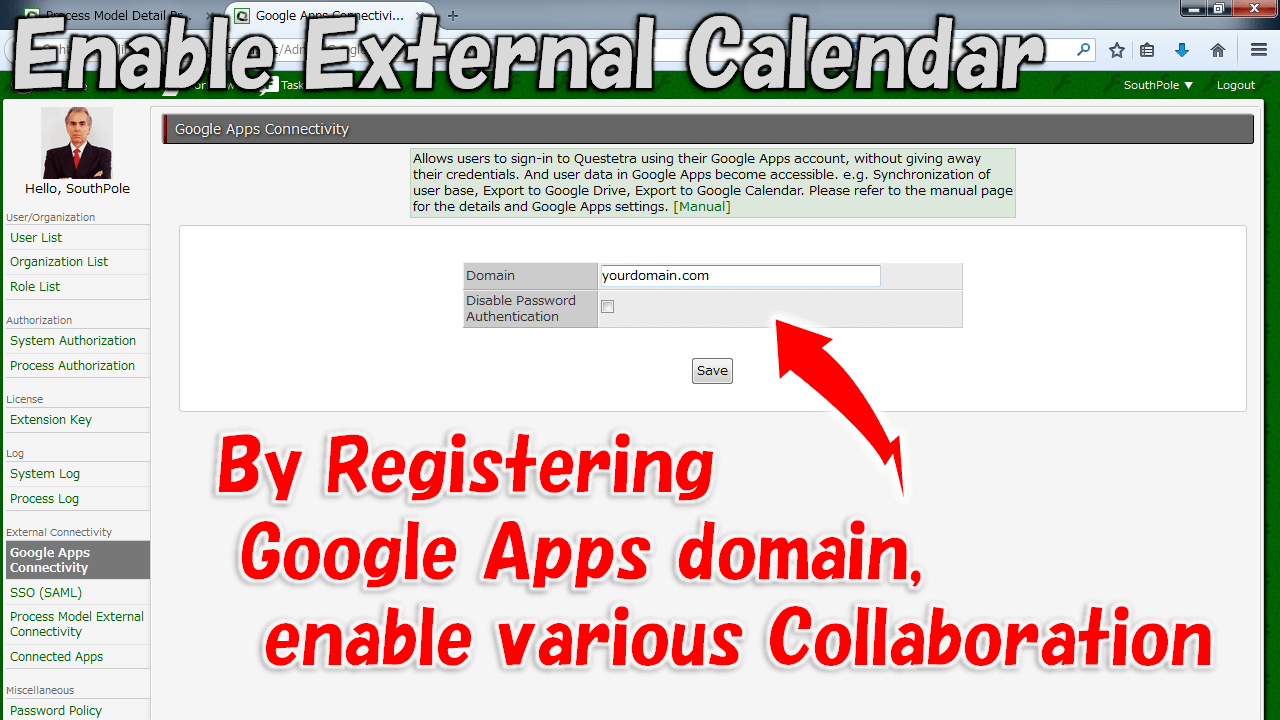 Process Model Detail Pr...
Google Apps Connectivi...
Enable External Calendar
Task
SouthPole ▼
Logout
Hello, SouthPole
User/Organization
User List
Organization List
Role List
Authorization
System Authorization
Process Authorization
License
Extension Key
Log
System Log
Process Log
External Connectivity
Google Apps
Connectivity
SSO (SAML)
Process Model External
Connectivity
Connected Apps
Miscellaneous
Password Policy
Google Apps Connectivity
Allows users to sign-in to Questetra using their Google Apps account, without giving away
their credentials. And user data in Google Apps become accessible. e.g. Synchronization of
user base, Export to Google Drive, Export to Google Calendar. Please refer to the manual page
for the details and Google Apps settings. [Manual]
Domain
yourdomain.com
Disable Password
Authentication
Save
By Registering
Google Apps domain,
enable various Collaboration